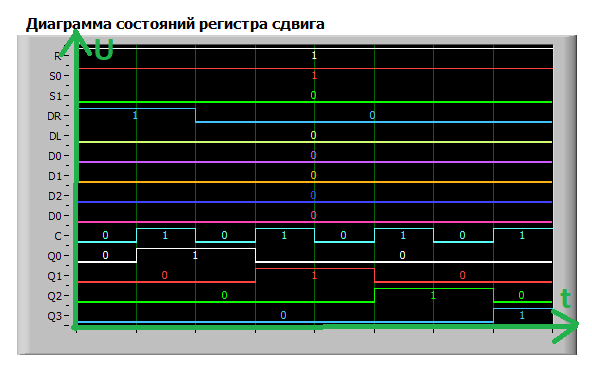 Диаграмма состояний регистра сдвига
U
R 1
S0 1
S1 0
DR 1 0
DL 0
D0 0
D1 0
D2 0
D0 0
C 0 1 0 1 0 1 0 1
Q0 0 1 0
Q1 0 1 0
Q2 0 1 0
t
Q3 0 1